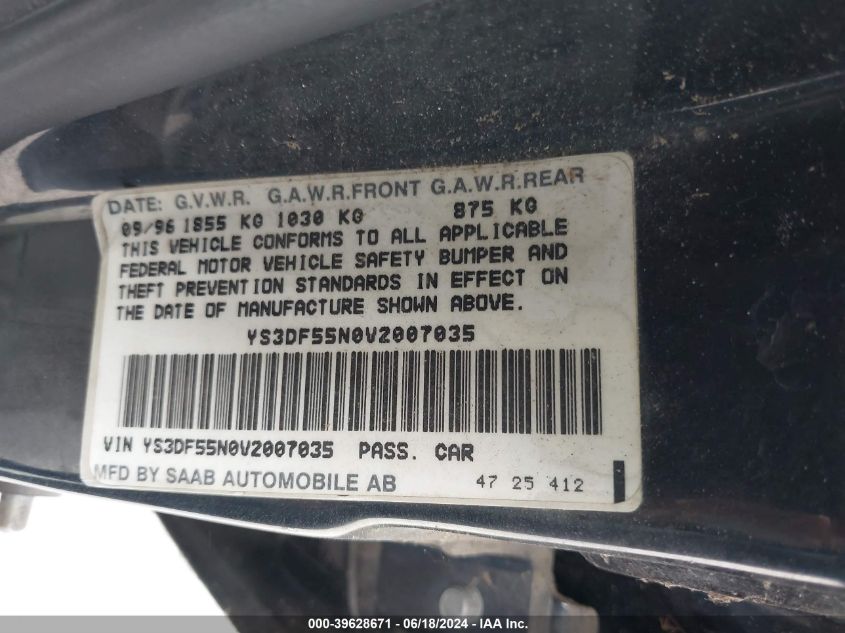 DATE: G.V.W.R. G.A.W.R.FRONT G.A.W.R.REAR
09/96 1855 KG 1030 KG 875 KG
THIS VEHICLE CONFORMS TO ALL APPLICABLE
FEDERAL MOTOR VEHICLE SAFETY BUMPER AND
THEFT PREVENTION STANDARDS IN EFFECT ON
THE DATE OF MANUFACTURE SHOWN ABOVE.
YS3DF55N0V2007035
VIN YS3DF55N0V2007035 PASS. CAR
MFD BY SAAB AUTOMOBILE AB
47 25 412
000-39628671 - 06/18/2024 - IAAI.COM.